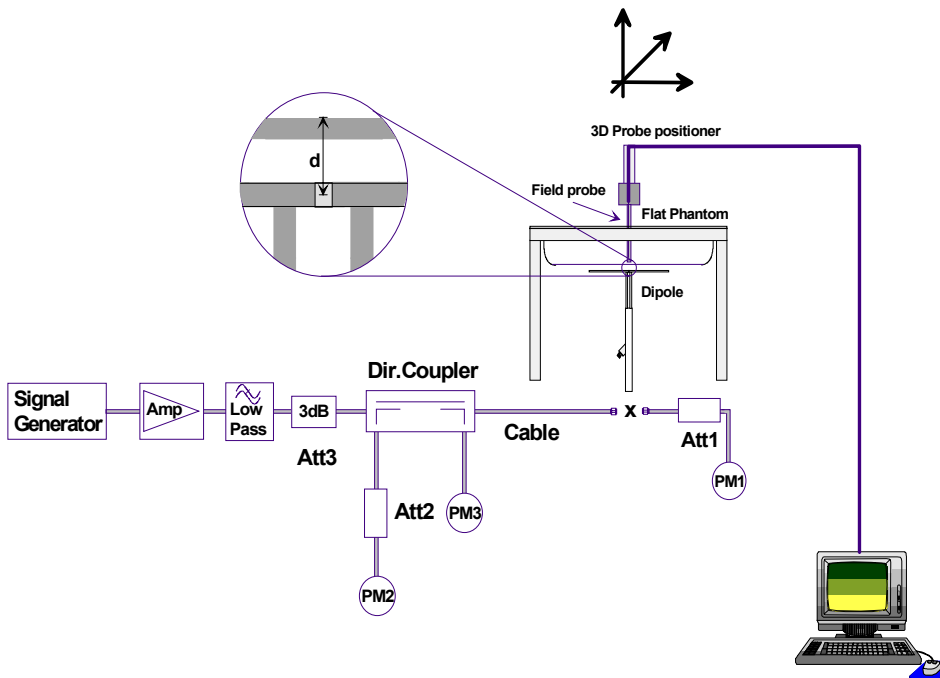 3D Probe positioner
d
Field probe
Flat Phantom
Dipole
Dir.Coupler
Signal
Generator
Amp
Low
Pass
3dB
Att3
Cable
x
Att1
PM1
Att2
PM3
PM2